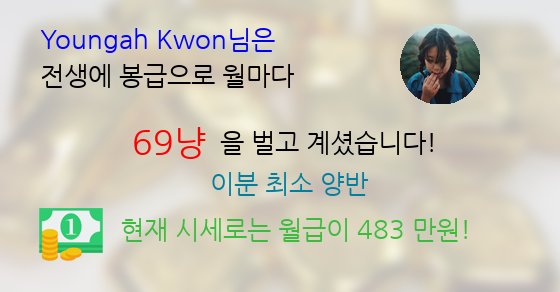 Youngah Kwon님은
전생에 봉급으로 월마다
69냥 을 벌고 계셨습니다!
이분 최소 양반
1
현재 시세로는 월급이 483 만원!